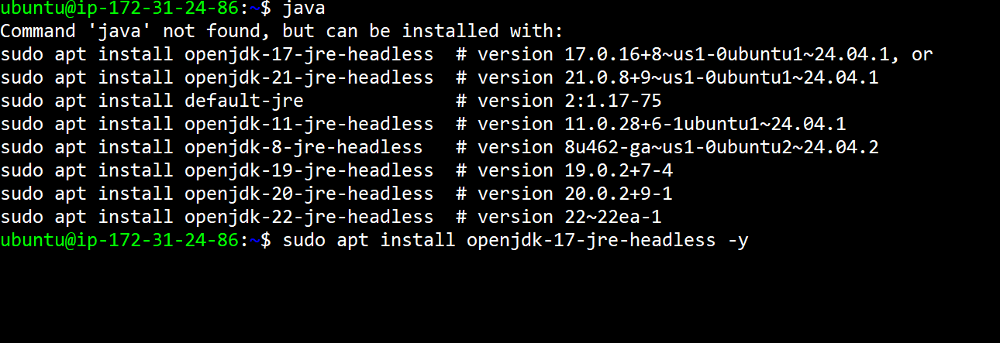 ubuntu@ip-172-31-24-86:~$ java
Command 'java' not found, but can be installed with:
sudo apt install openjdk-17-jre-headless  # version 17.0.16+8~us1-0ubuntu1~24.04.1, or
sudo apt install openjdk-21-jre-headless  # version 21.0.8+9~us1-0ubuntu1~24.04.1
sudo apt install default-jre              # version 2:1.17-75
sudo apt install openjdk-11-jre-headless  # version 11.0.28+6-1ubuntu1~24.04.1
sudo apt install openjdk-8-jre-headless   # version 8u462-ga~us1-0ubuntu2~24.04.2
sudo apt install openjdk-19-jre-headless  # version 19.0.2+7-4
sudo apt install openjdk-20-jre-headless  # version 20.0.2+9-1
sudo apt install openjdk-22-jre-headless  # version 22~22ea-1
ubuntu@ip-172-31-24-86:~$ sudo apt install openjdk-17-jre-headless -y